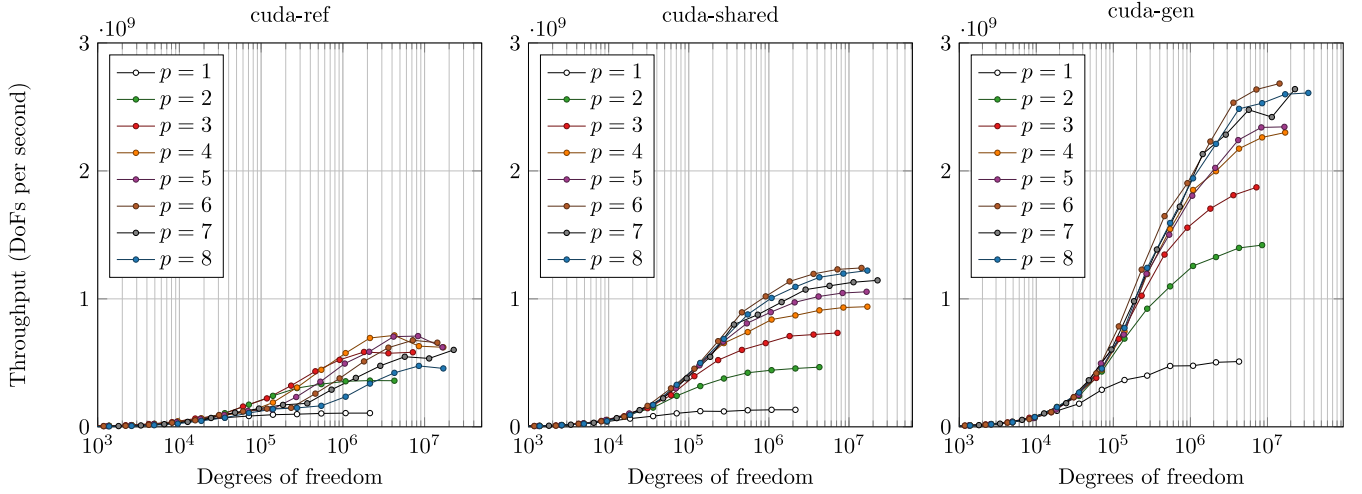 cuda-ref
cuda-shared
cuda-gen
Throughput (DoFs per second)
·10⁹
3
2
1
0
p = 1
p = 2
p = 3
p = 4
p = 5
p = 6
p = 7
p = 8
10³ 10⁴ 10⁵ 10⁶ 10⁷
Degrees of freedom
·10⁹
3
2
1
0
p = 1
p = 2
p = 3
p = 4
p = 5
p = 6
p = 7
p = 8
10³ 10⁴ 10⁵ 10⁶ 10⁷
Degrees of freedom
·10⁹
3
2
1
0
p = 1
p = 2
p = 3
p = 4
p = 5
p = 6
p = 7
p = 8
10³ 10⁴ 10⁵ 10⁶ 10⁷
Degrees of freedom